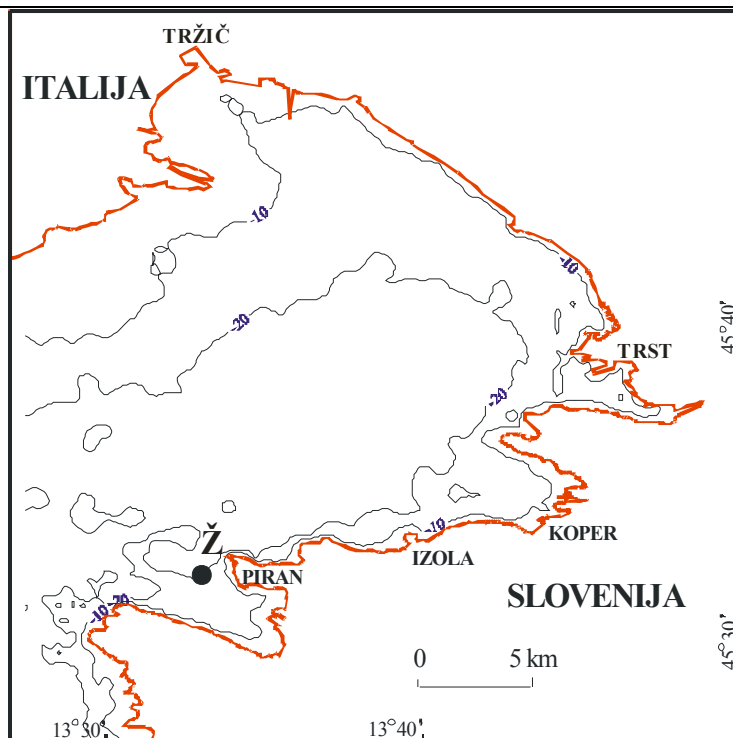 TRŽIČ
ITALIJA
-10
-10
-20
45°40'
TRST
-20
-10
KOPER
Ž
IZOLA
PIRAN
SLOVENIJA
-10
-20
45°30'
0 5 km
13°30'
13°40'